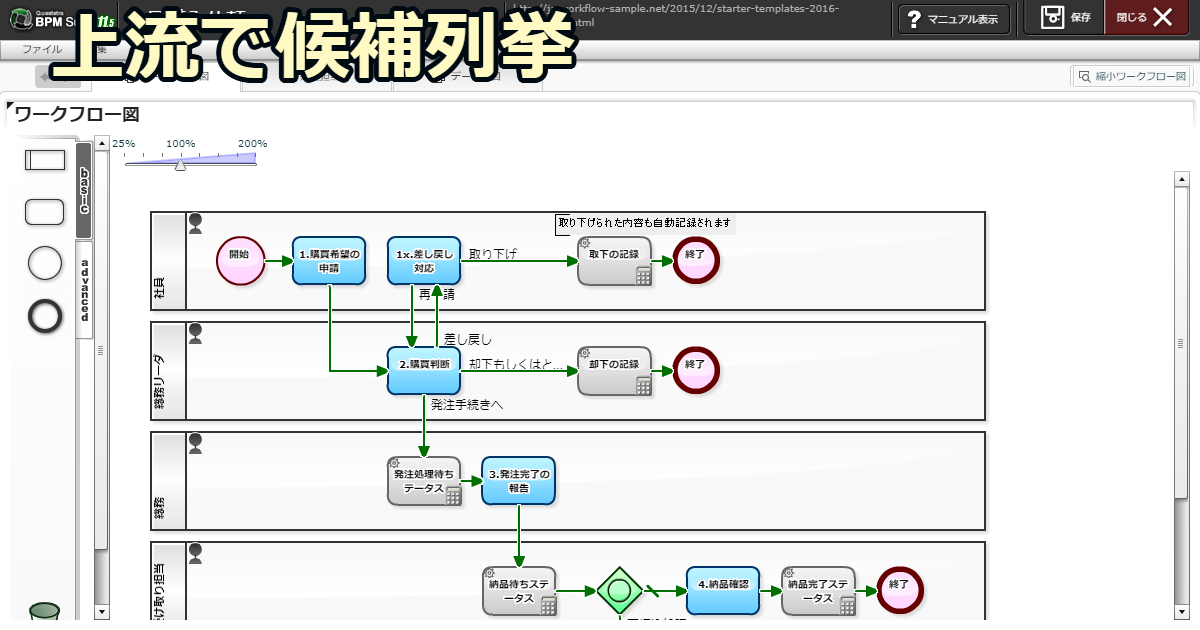 Questetra
BPM Su
11.5
http://ja.workflow-sample.net/2015/12/starter-templates-2016-
html
? マニュアル表示
保存
閉じる
上流で候補列挙
ファイル
集
図
縮小ワークフロー図
ワークフロー図
25%
100%
200%
basic
advanced
取り下げられた内容も自動記録されます
社員
開始
1.購買希望の
申請
1x.差し戻し
対応
取り下げ
取下の記録
終了
再
請
差し戻し
総務リーダ
2.購買判断
却下もしくはと...
却下の記録
終了
発注手続きへ
総務
発注処理待ち
テータス
3.発注完了の
報告
け取り担当
納品待ちステ
ータス
4.納品確認
納品完了ステ
ータス
終了